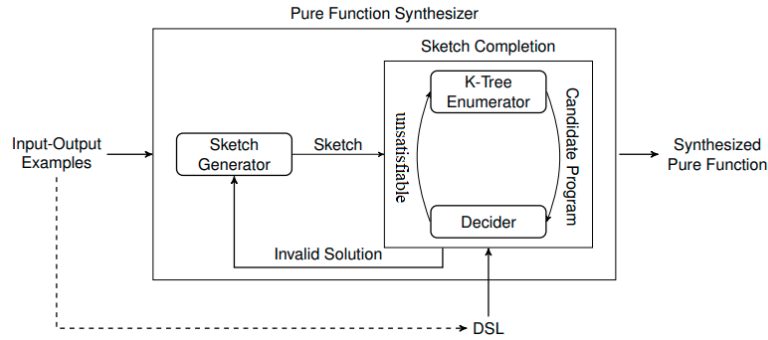 Pure Function Synthesizer
Sketch Completion
K-Tree
Enumerator
unsatisfiable
Candidate Program
Input-Output
Examples
Sketch
Generator
Sketch
Synthesized
Pure Function
Decider
Invalid Solution
DSL